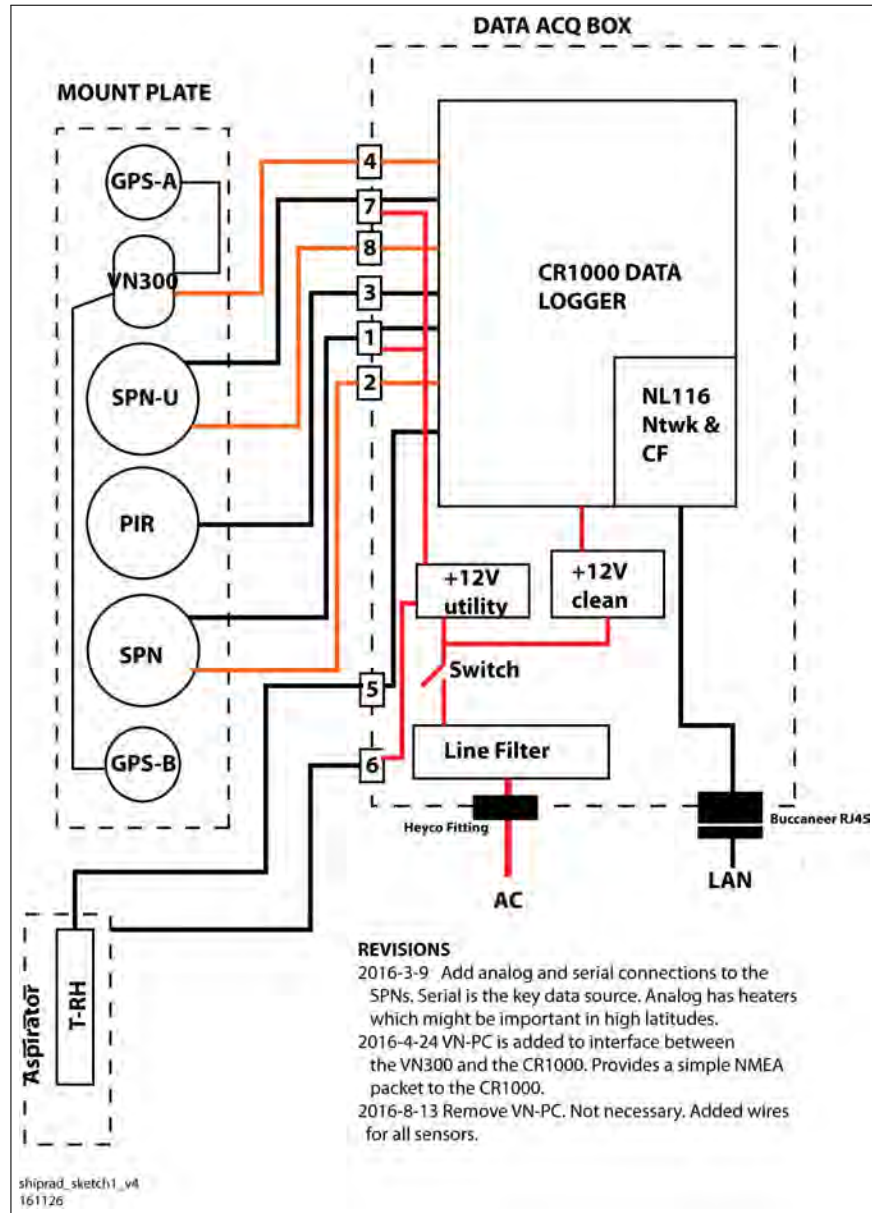 DATA ACQ BOX
MOUNT PLATE
GPS-A
VN300
SPN-U
PIR
SPN
GPS-B
4
7
8
3
1
2
5
6
CR1000 DATA
LOGGER
NL116
Ntwk &
CF
+12V
utility
+12V
clean
Switch
Line Filter
Heyco Fitting
AC
Buccaneer RJ45
LAN
Aspirator
T-RH
REVISIONS
2016-3-9 Add analog and serial connections to the
SPNs. Serial is the key data source. Analog has heaters
which might be important in high latitudes.
2016-4-24 VN-PC is added to interface between
the VN300 and the CR1000. Provides a simple NMEA
packet to the CR1000.
2016-8-13 Remove VN-PC. Not necessary. Added wires
for all sensors.
shiprad_sketch1_v4
161126